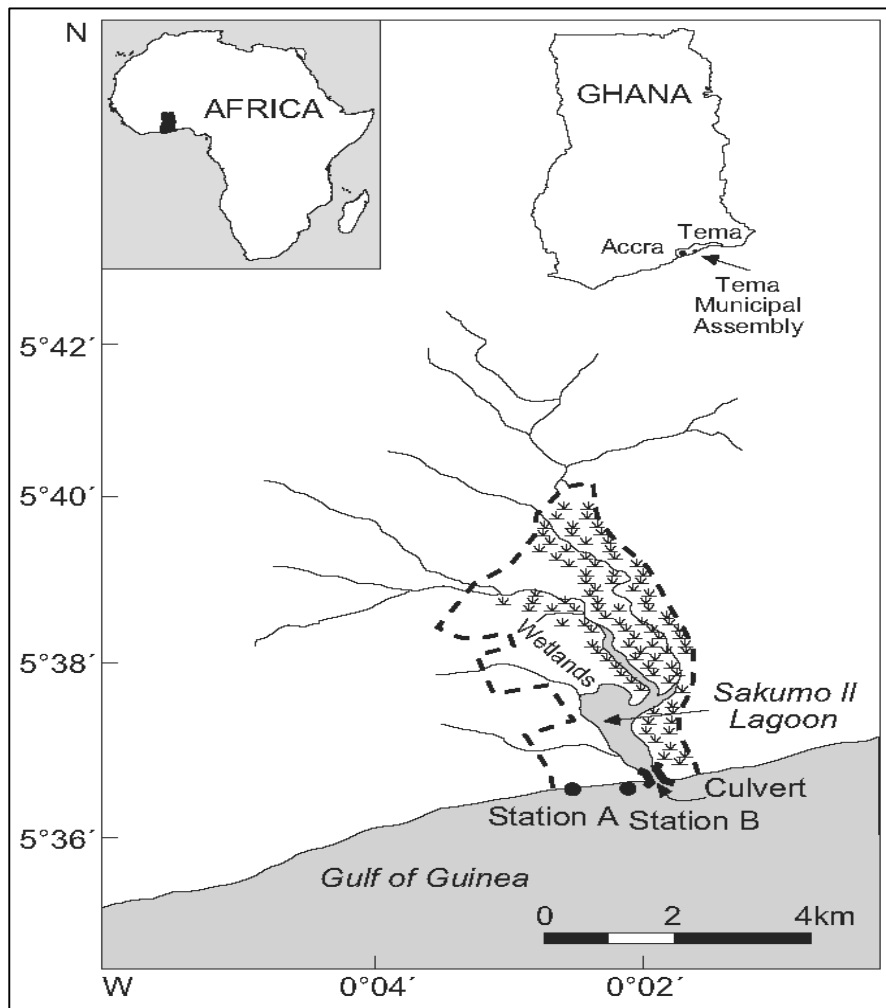 N
AFRICA
GHANA
Tema
Accra
Tema
Municipal
Assembly
5°42´
5°40´
5°38´
5°36´
Wetlands
Sakumo II
Lagoon
Culvert
Station A
Station B
Gulf of Guinea
0
2
4km
W
0°04´
0°02´